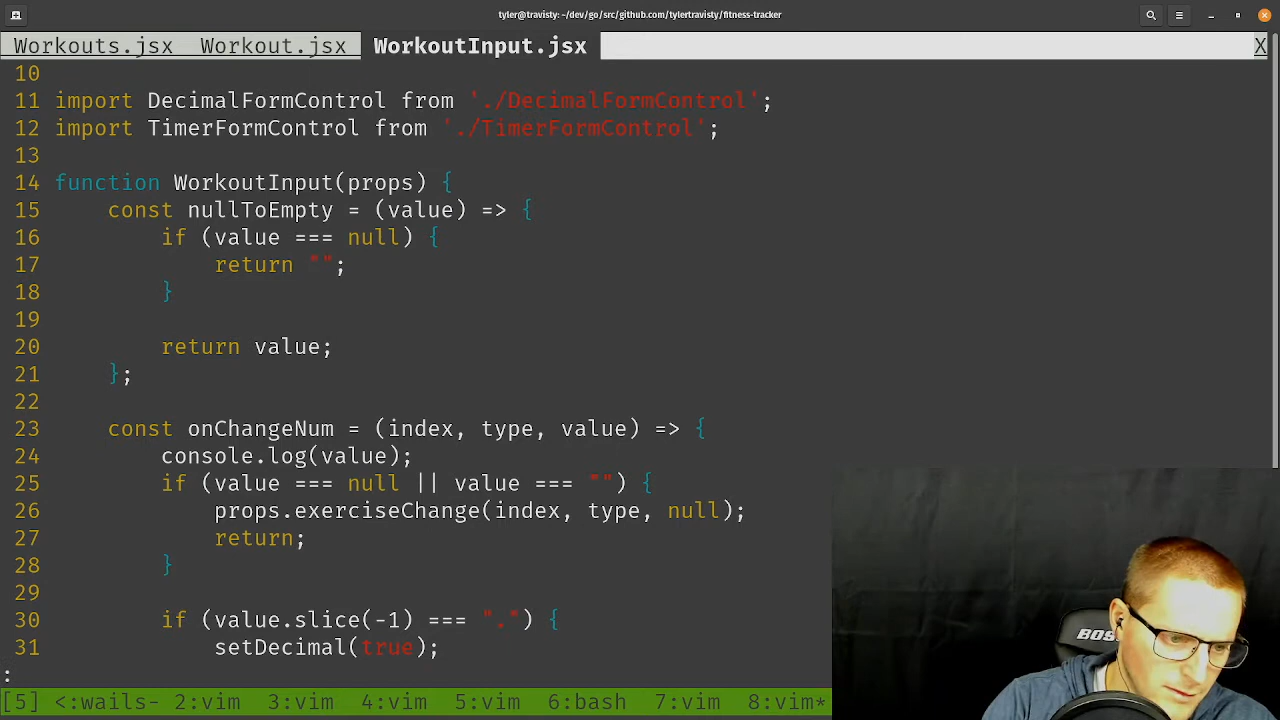 tyler@travisty: ~/dev/go/src/github.com/tylertravisty/fitness-tracker
Workouts.jsx Workout.jsx WorkoutInput.jsx X
10
11 import DecimalFormControl from './DecimalFormControl';
12 import TimerFormControl from './TimerFormControl';
13
14 function WorkoutInput(props) {
15 const nullToEmpty = (value) => {
16 if (value === null) {
17 return "";
18 }
19
20 return value;
21 };
22
23 const onChangeNum = (index, type, value) => {
24 console.log(value);
25 if (value === null || value === "") {
26 props.exerciseChange(index, type, null);
27 return;
28 }
29
30 if (value.slice(-1) === ".") {
31 setDecimal(true);
:
[5] <:wails- 2:vim 3:vim 4:vim 5:vim 6:bash 7:vim 8:vim*